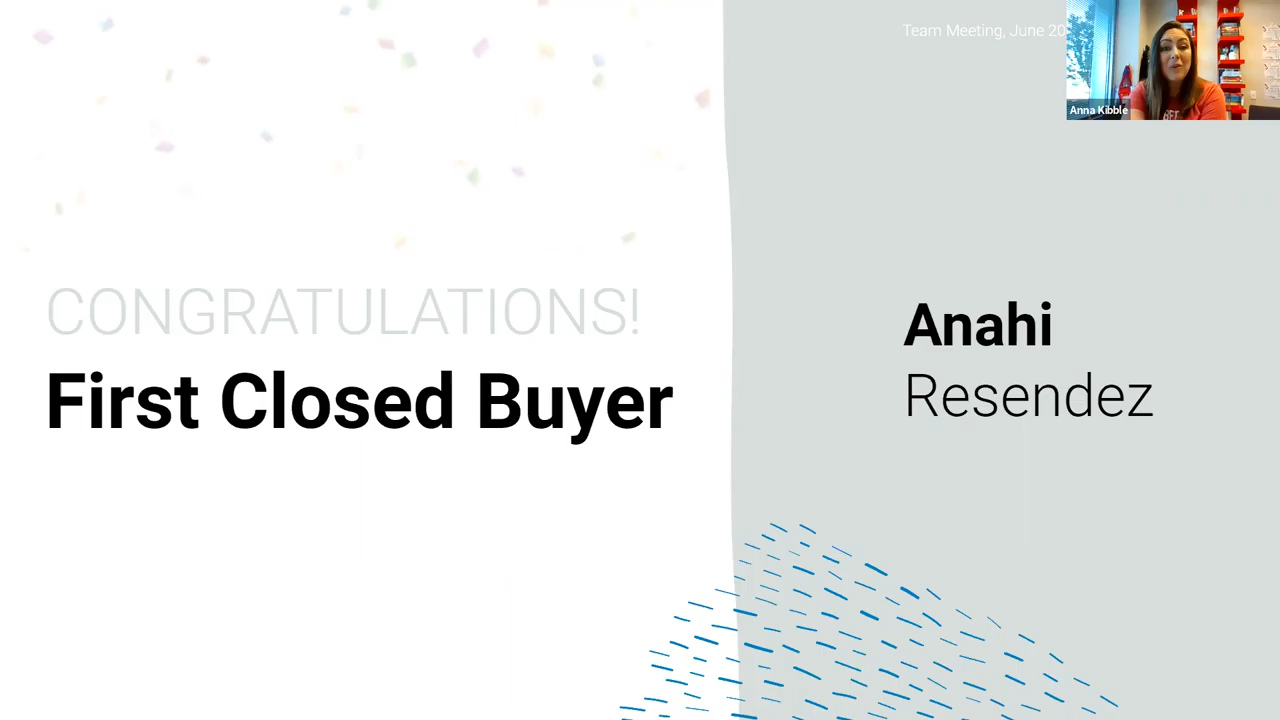 Team Meeting, June 20
Anna Kibble
CONGRATULATIONS!
First Closed Buyer
Anahi
Resendez